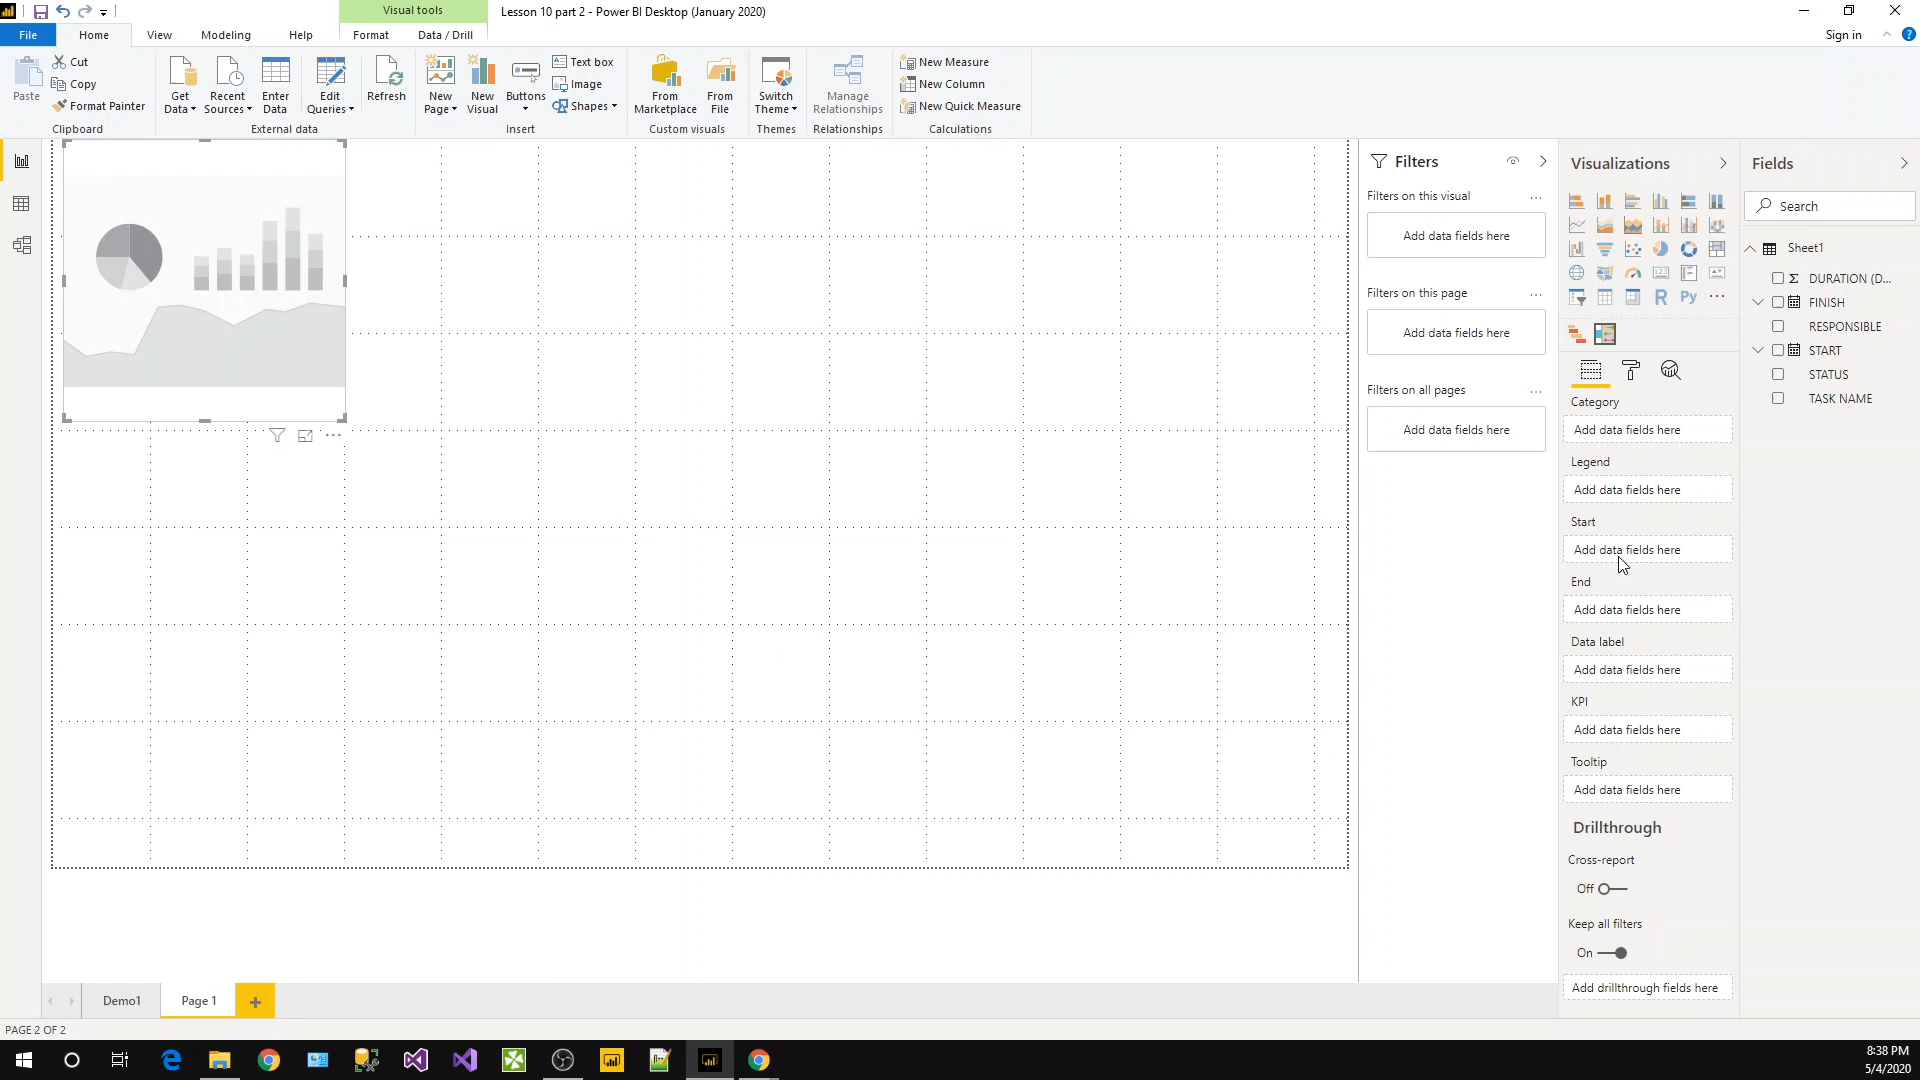 Visual tools
Lesson 10 part 2 - Power BI Desktop (January 2020)
File
Home
View
Modeling
Help
Format
Data / Drill
Sign in
Paste
Cut
Copy
Format Painter
Clipboard
Get Data
Recent Sources
Enter Data
Edit Queries
Refresh
External data
New Page
New Visual
Buttons
Text box
Image
Shapes
Insert
From Marketplace
From File
Custom visuals
Switch Theme
Themes
Manage Relationships
Relationships
New Measure
New Column
New Quick Measure
Calculations
Filters
Filters on this visual
Add data fields here
Filters on this page
Add data fields here
Filters on all pages
Add data fields here
Visualizations
R
Py
123
Category
Add data fields here
Legend
Add data fields here
Start
Add data fields here
End
Add data fields here
Data label
Add data fields here
KPI
Add data fields here
Tooltip
Add data fields here
Drillthrough
Cross-report
Off
Keep all filters
On
Add drillthrough fields here
Fields
Search
Sheet1
DURATION (D...
FINISH
RESPONSIBLE
START
STATUS
TASK NAME
Demo1
Page 1
PAGE 2 OF 2
8:38 PM
5/4/2020